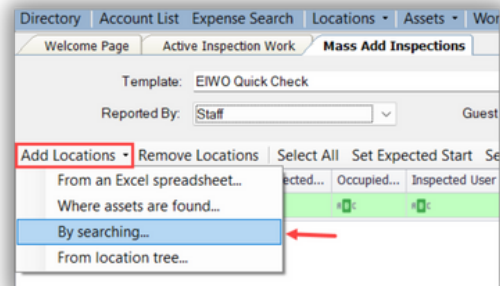 Directory Account List Expense Search Locations Assets Wor
Welcome Page Active Inspection Work Mass Add Inspections
Template: EIWO Quick Check
Reported By: Staff Guest
Add Locations Remove Locations Select All Set Expected Start Se
From an Excel spreadsheet... ected... Occupied... Inspected User
Where assets are found...
By searching...
From location tree...